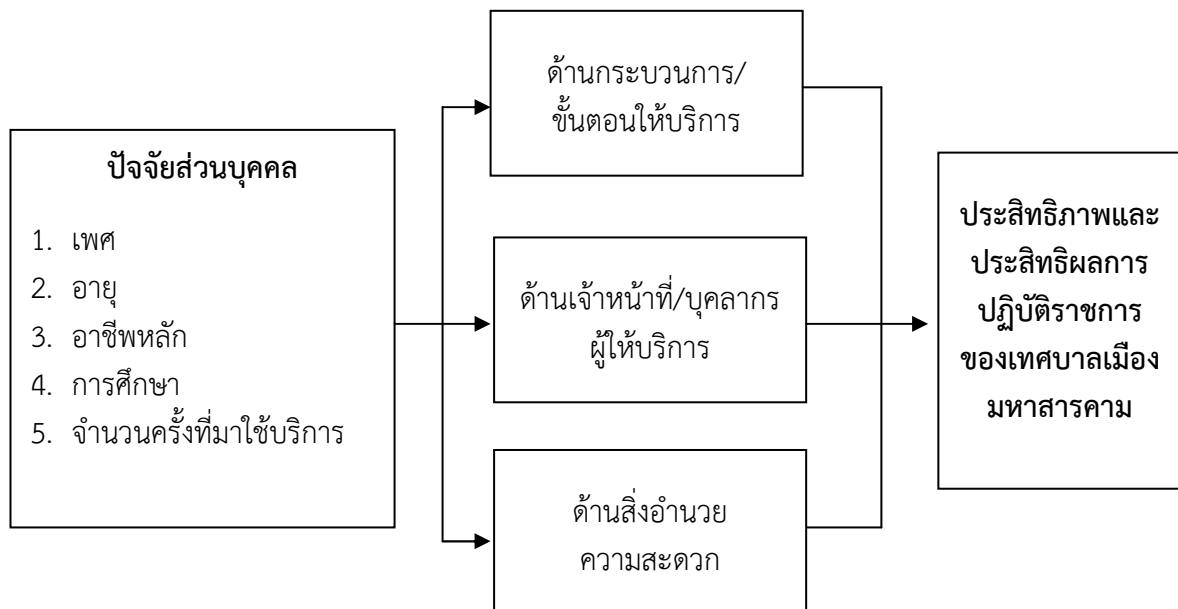 ปัจจัยส่วนบุคคล
1. เพศ
2. อายุ
3. อาชีพหลัก
4. การศึกษา
5. จำนวนครั้งที่มาใช้บริการ
ด้านกระบวนการ/
ขั้นตอนให้บริการ
ด้านเจ้าหน้าที่/บุคลากร
ผู้ให้บริการ
ด้านสิ่งอำนวย
ความสะดวก
ประสิทธิภาพและ
ประสิทธิผลการ
ปฏิบัติราชการ
ของเทศบาลเมือง
มหาสารคาม